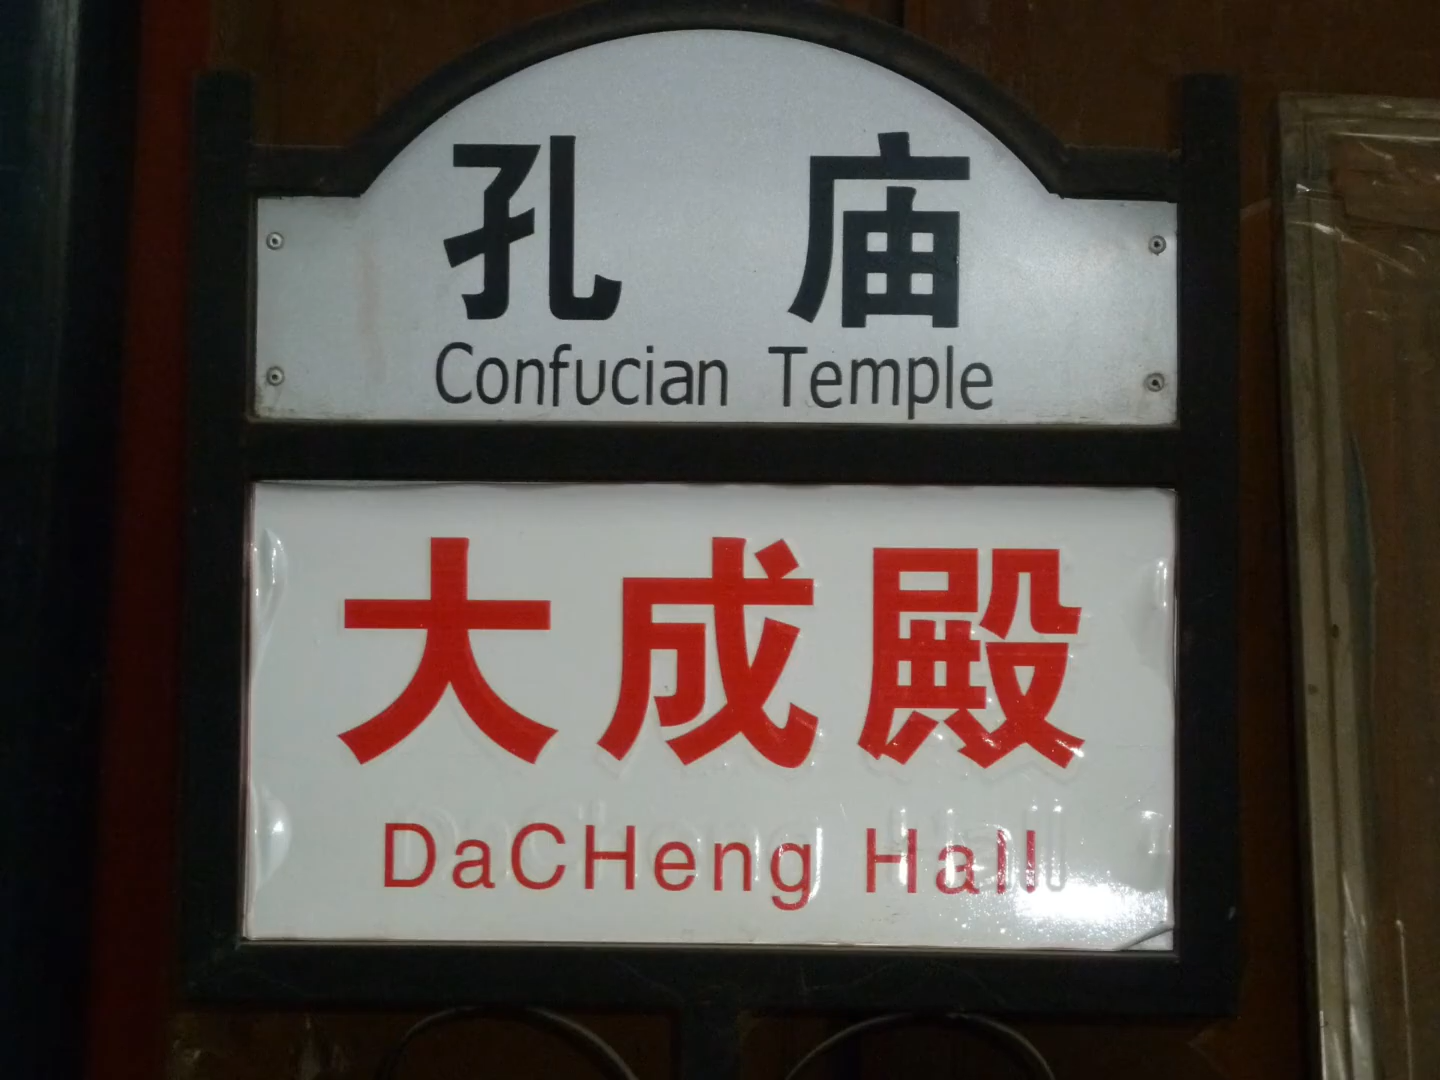 孔庙
Confucian Temple
大成殿
DaCHeng Hall